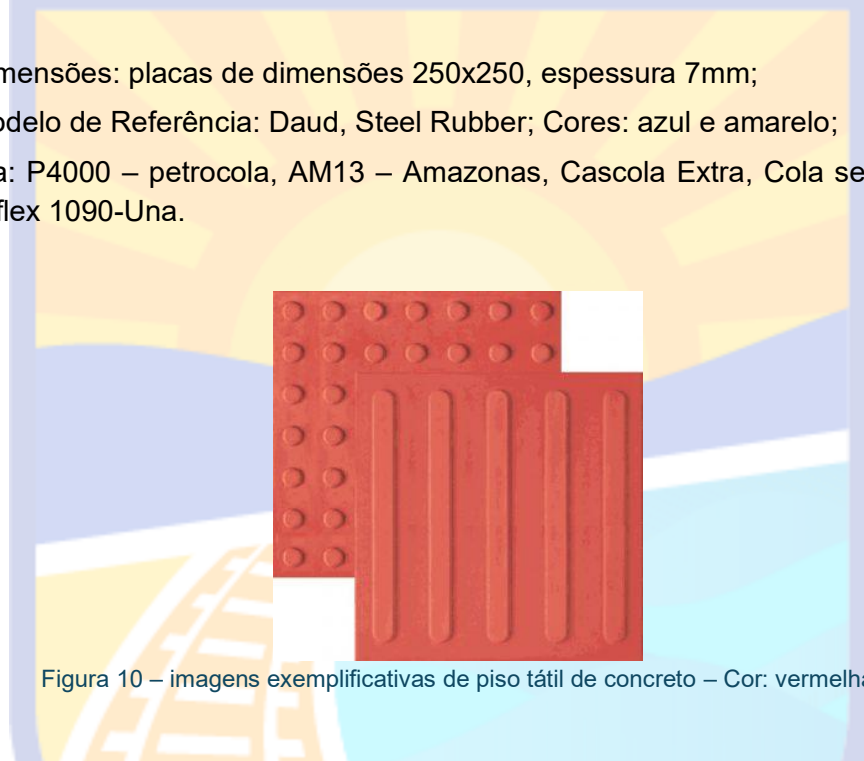 mensões: placas de dimensões 250x250, espessura 7mm;
odelo de Referência: Daud, Steel Rubber; Cores: azul e amarelo;
a: P4000 – petrocola, AM13 – Amazonas, Cascola Extra, Cola se
flex 1090-Una.
Figura 10 – imagens exemplificativas de piso tátil de concreto – Cor: vermelha